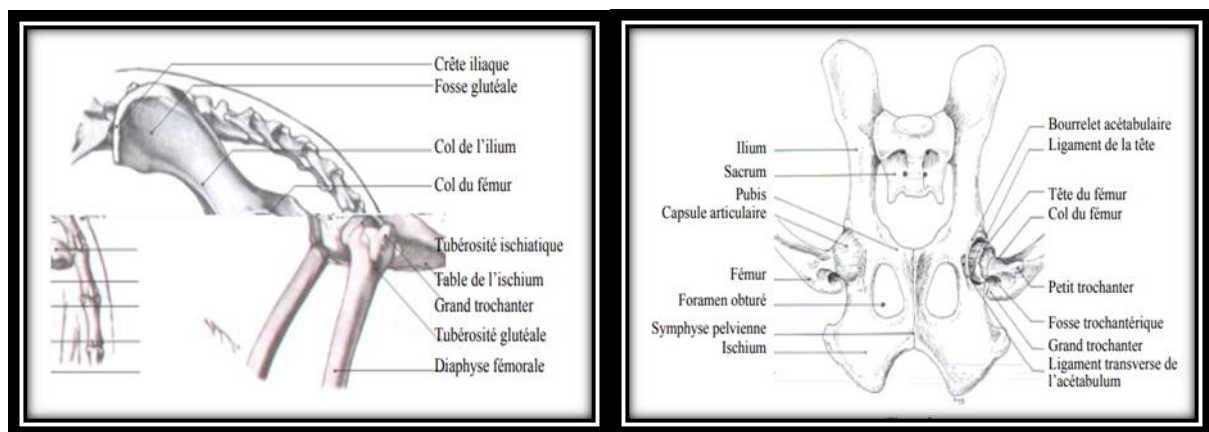 Crête iliaque
Fosse glutéale
Col de l'ilium
Col du fémur
Tubérosité ischiatique
Table de l'ischium
Grand trochanter
Tubérosité glutéale
Diaphyse fémorale
Ilium
Sacrum
Pubis
Capsule articulaire
Fémur
Foramen obturé
Symphyse pelvienne
Ischium
Bourrelet acétabulaire
Ligament de la tête
Tête du fémur
Col du fémur
Petit trochanter
Fosse trochantérique
Grand trochanter
Ligament transverse de
l'acétabulum